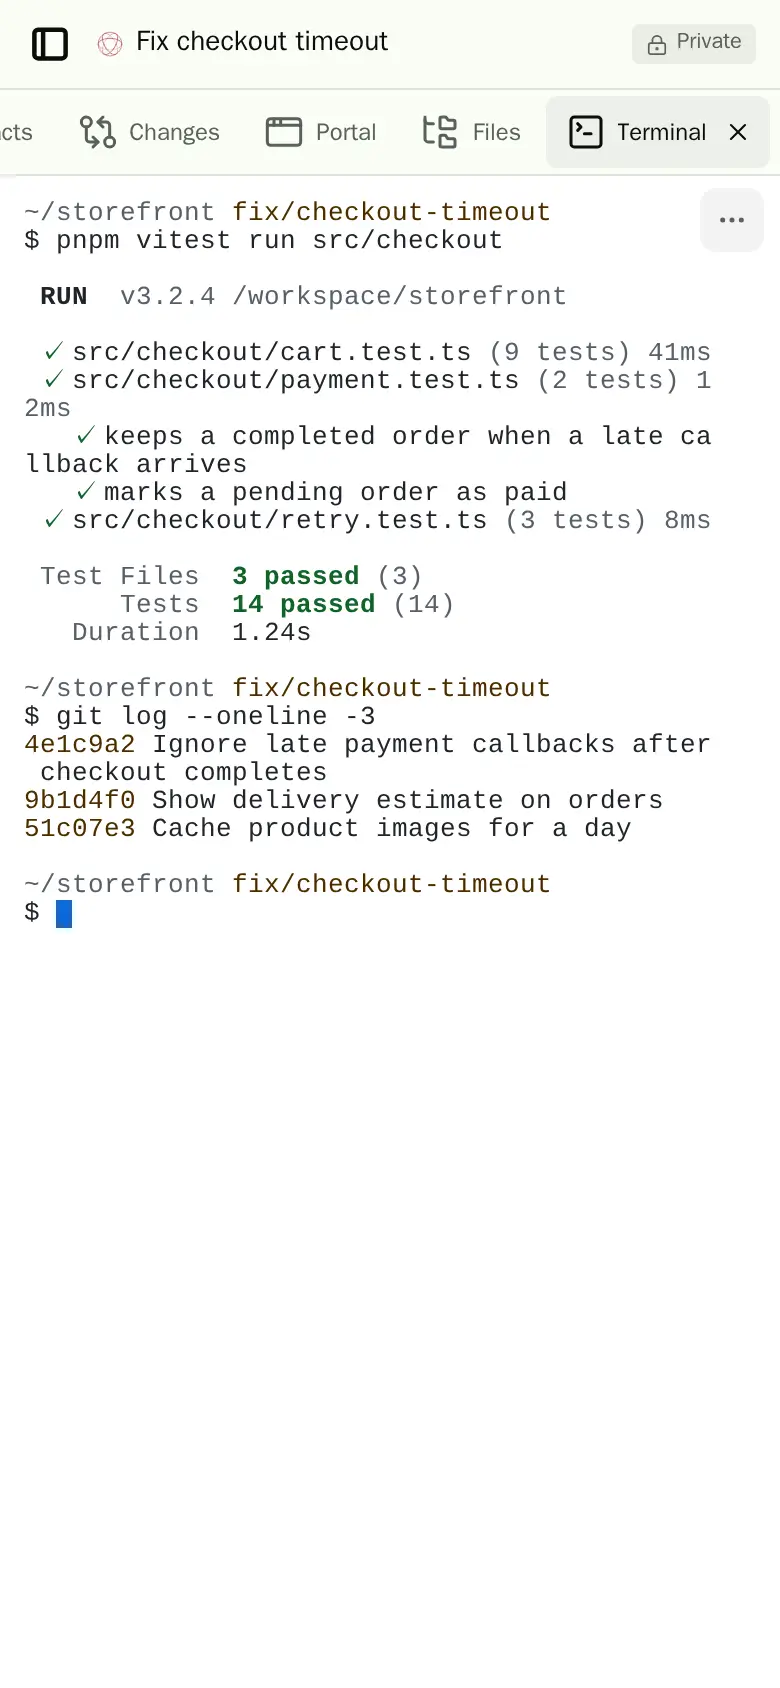 Fix checkout timeout
Private
cts
Changes
Portal
Files
Terminal
~/storefront fix/checkout-timeout
$ pnpm vitest run src/checkout
RUN  v3.2.4 /workspace/storefront
✓ src/checkout/cart.test.ts (9 tests) 41ms
✓ src/checkout/payment.test.ts (2 tests) 1
2ms
✓ keeps a completed order when a late ca
llback arrives
✓ marks a pending order as paid
✓ src/checkout/retry.test.ts (3 tests) 8ms
Test Files  3 passed (3)
Tests  14 passed (14)
Duration  1.24s
~/storefront fix/checkout-timeout
$ git log --oneline -3
4e1c9a2 Ignore late payment callbacks after
checkout completes
9b1d4f0 Show delivery estimate on orders
51c07e3 Cache product images for a day
~/storefront fix/checkout-timeout
$